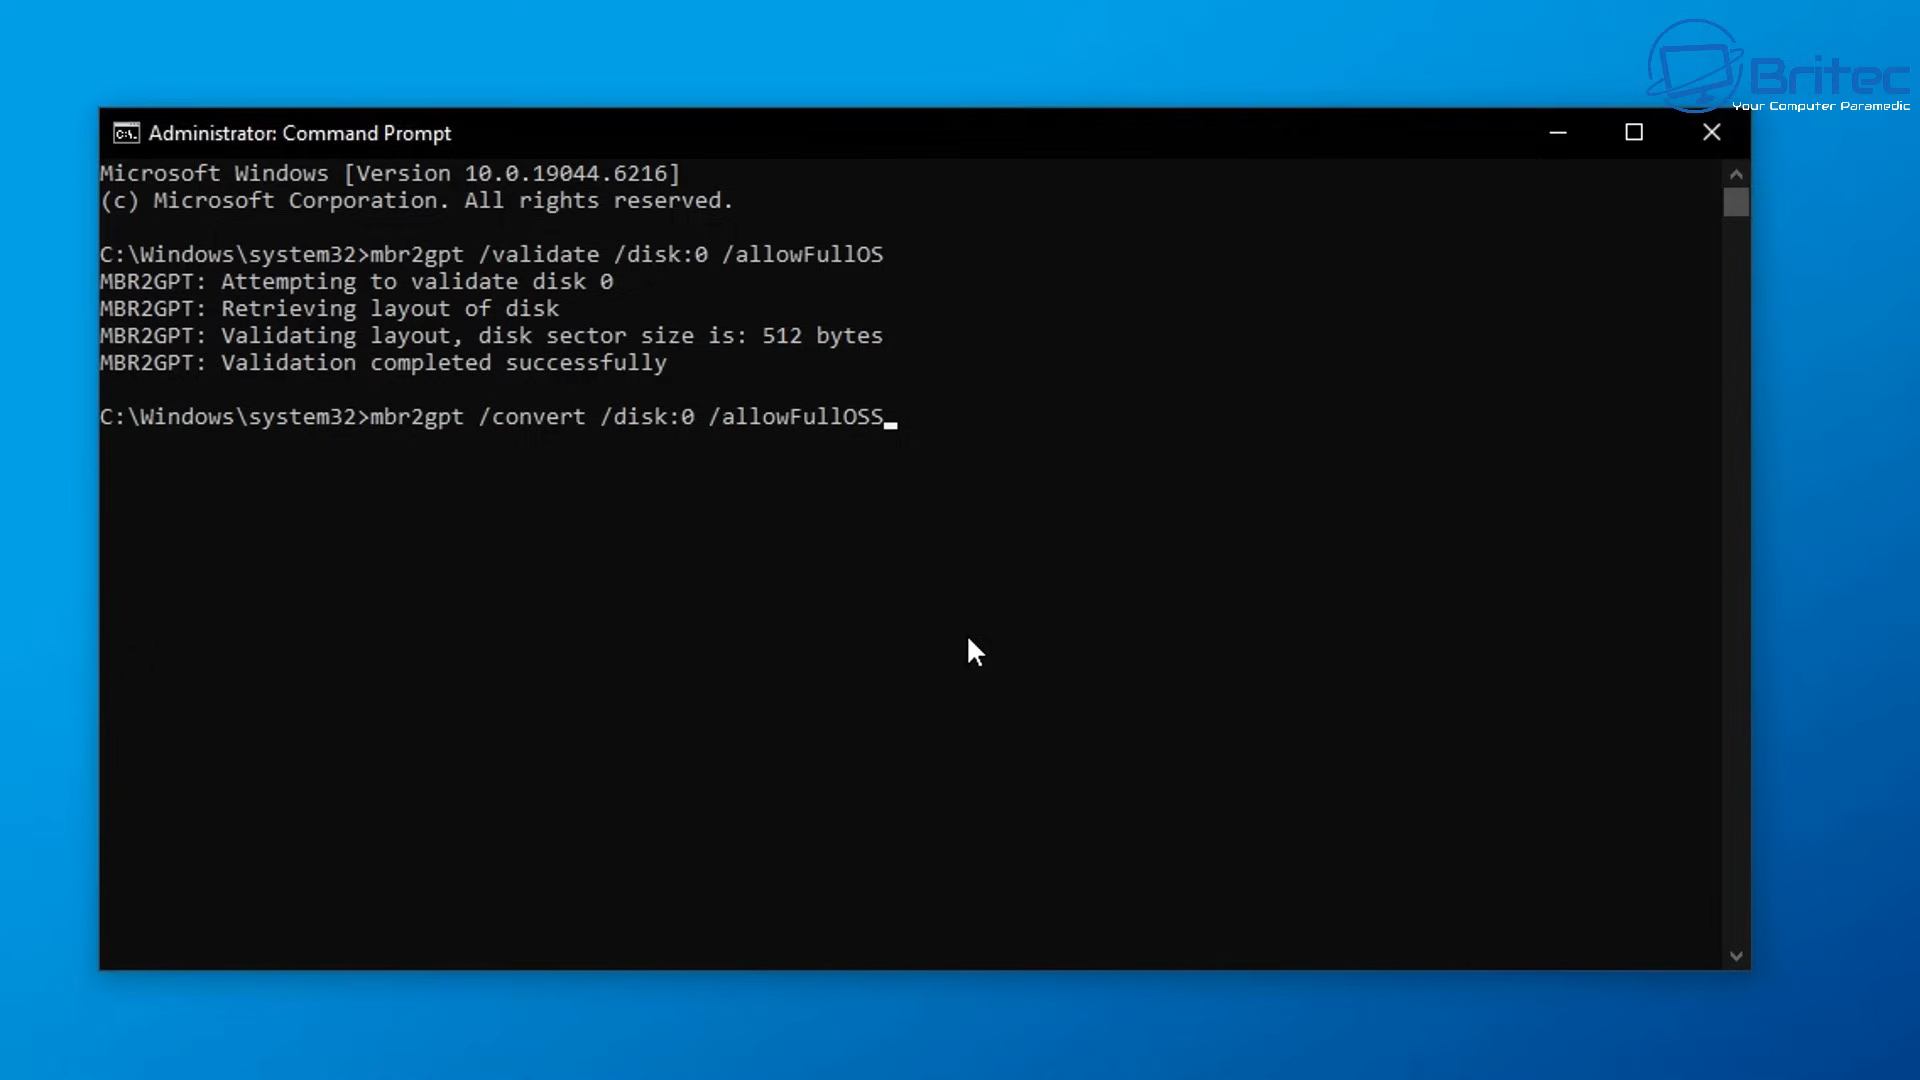 Britec
Your Computer Paramedic
Administrator: Command Prompt
Microsoft Windows [Version 10.0.19044.6216]
(c) Microsoft Corporation. All rights reserved.
C:\Windows\system32>mbr2gpt /validate /disk:0 /allowFullOS
MBR2GPT: Attempting to validate disk 0
MBR2GPT: Retrieving layout of disk
MBR2GPT: Validating layout, disk sector size is: 512 bytes
MBR2GPT: Validation completed successfully
C:\Windows\system32>mbr2gpt /convert /disk:0 /allowFullOSS